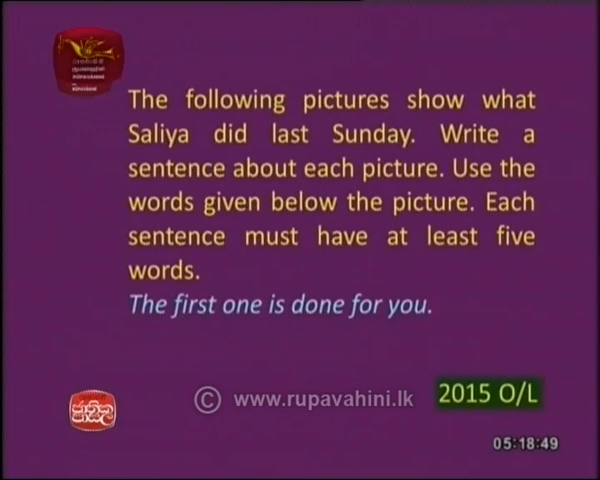 The following pictures show what
Saliya did last Sunday. Write a
sentence about each picture. Use the
words given below the picture. Each
sentence must have at least five
words.
The first one is done for you.
© www.rupavahini.lk
2015 O/L
05:18:49